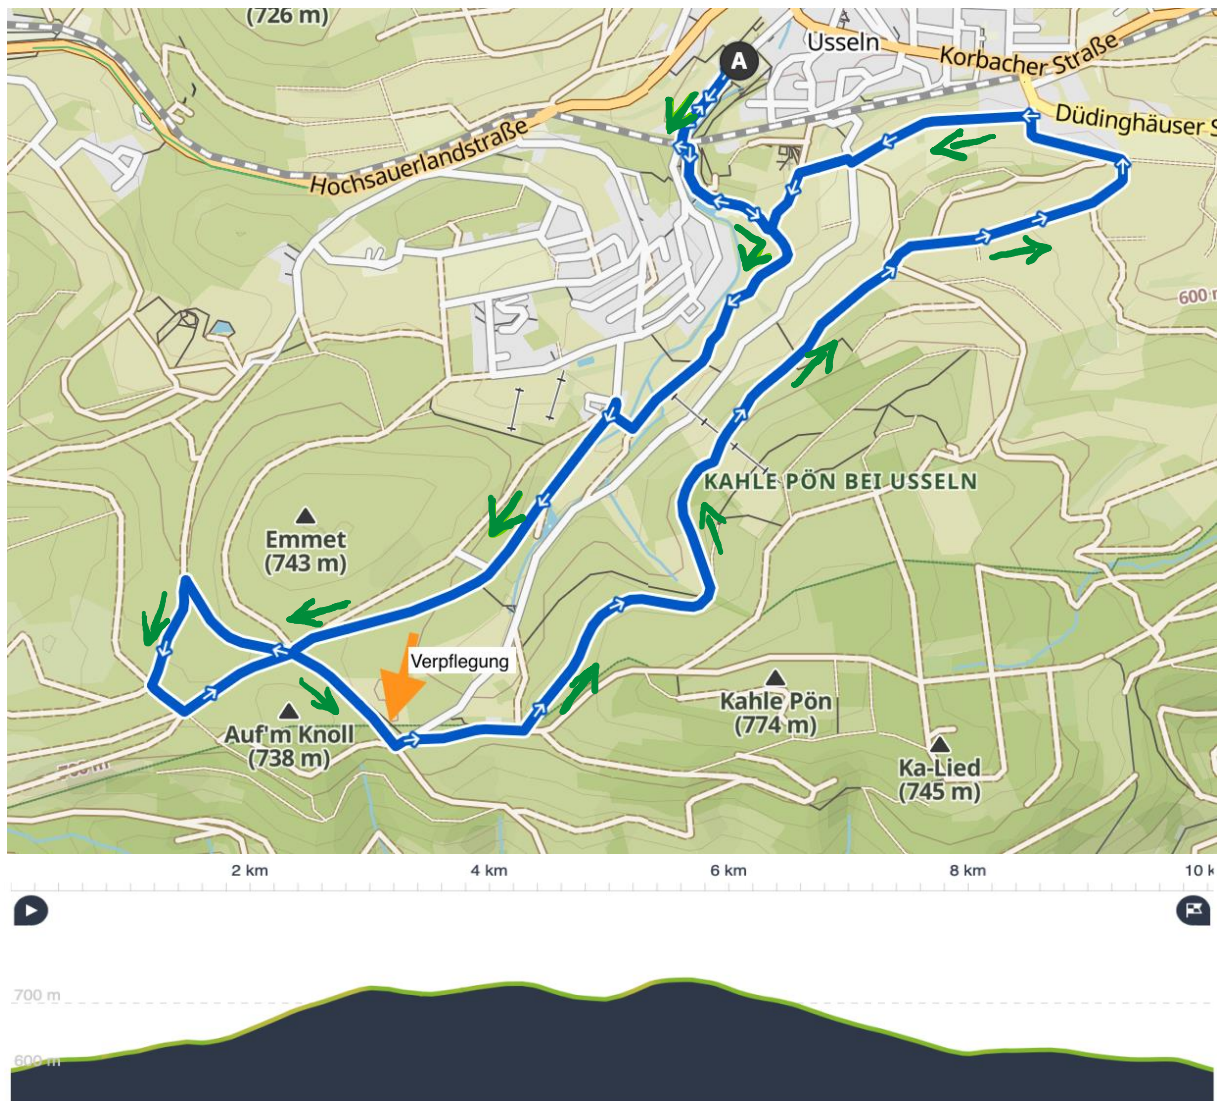 (726 m)
Usseln
A
Korbacher Straße
Düdinghäuser S
Hochsauerlandstraße
600 m
KAHLE PÖN BEI USSELN
Emmet
(743 m)
Verpflegung
Kahle Pön
(774 m)
Auf'm Knoll
(738 m)
Ka-Lied
(745 m)
700 m
2 km
4 km
6 km
8 km
10 k
700 m
600 m